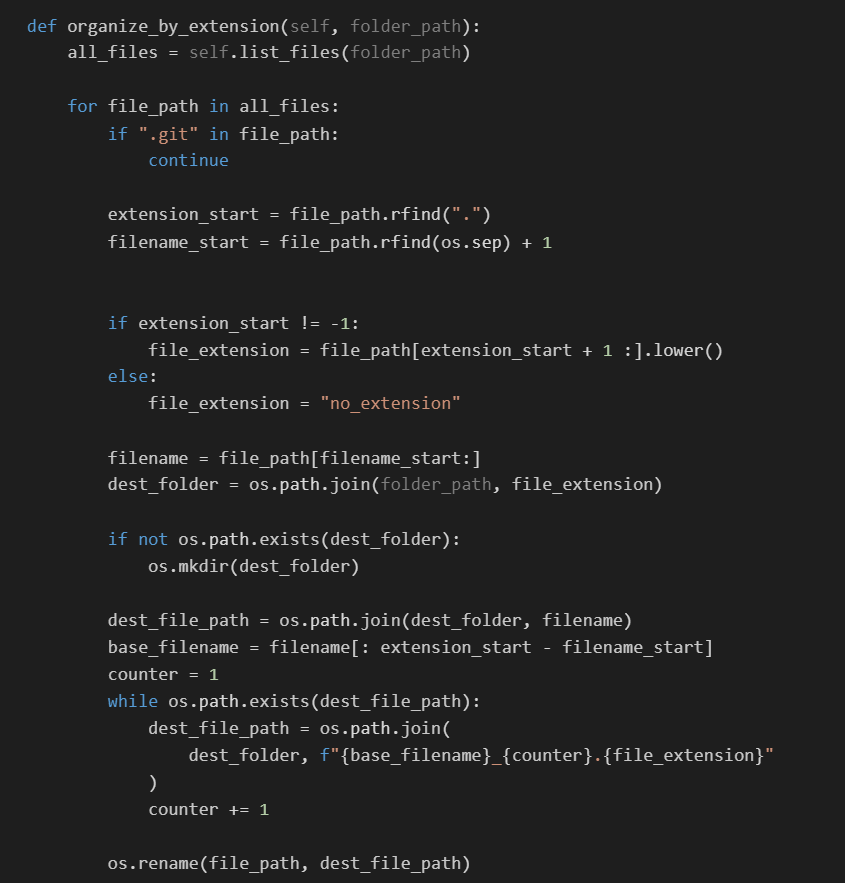 def organize_by_extension(self, folder_path):
    all_files = self.list_files(folder_path)

    for file_path in all_files:
        if ".git" in file_path:
            continue

        extension_start = file_path.rfind(".")
        filename_start = file_path.rfind(os.sep) + 1


        if extension_start != -1:
            file_extension = file_path[extension_start + 1 :].lower()
        else:
            file_extension = "no_extension"

        filename = file_path[filename_start:]
        dest_folder = os.path.join(folder_path, file_extension)

        if not os.path.exists(dest_folder):
            os.mkdir(dest_folder)

        dest_file_path = os.path.join(dest_folder, filename)
        base_filename = filename[: extension_start - filename_start]
        counter = 1
        while os.path.exists(dest_file_path):
            dest_file_path = os.path.join(
                dest_folder, f"{base_filename}_{counter}.{file_extension}"
            )
            counter += 1

        os.rename(file_path, dest_file_path)